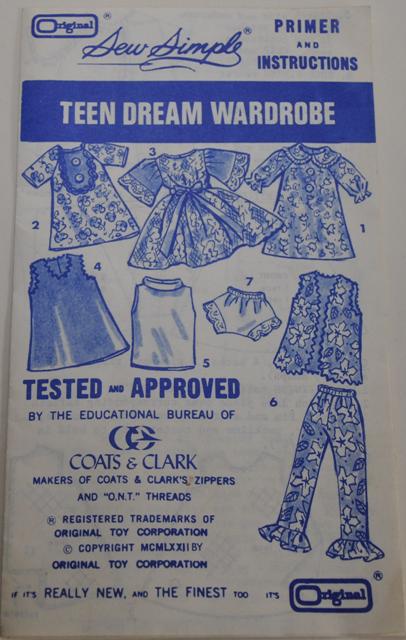 Original ®
Sew Simple ®
PRIMER
AND
INSTRUCTIONS
TEEN DREAM WARDROBE
3
2
1
4
7
5
6
TESTED AND APPROVED
BY THE EDUCATIONAL BUREAU OF
CC
COATS & CLARK
MAKERS OF COATS & CLARK'S ZIPPERS
AND "O.N.T." THREADS
® REGISTERED TRADEMARKS OF
ORIGINAL TOY CORPORATION
© COPYRIGHT MCMLXXII BY
ORIGINAL TOY CORPORATION
IF IT'S REALLY NEW, AND THE FINEST TOO IT'S Original ®